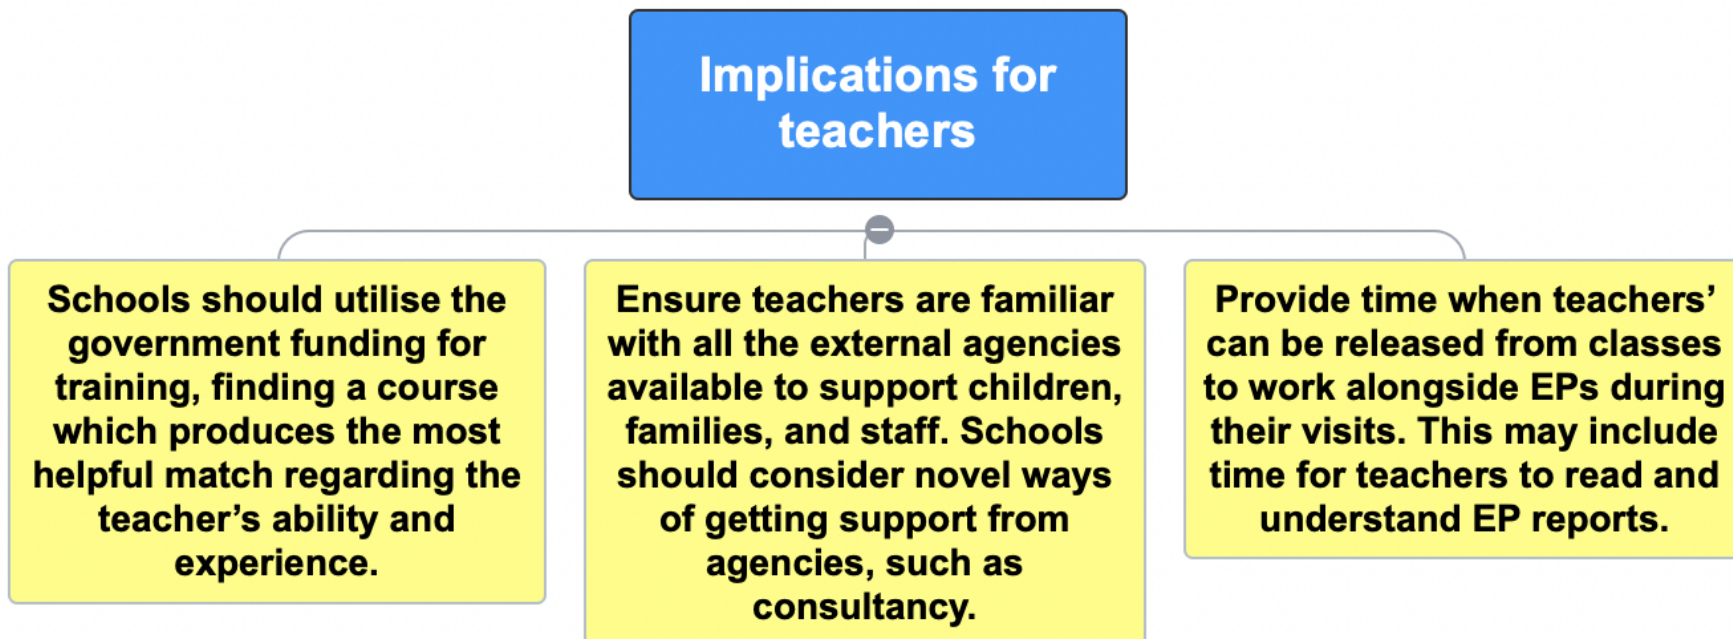 Implications for
teachers
Schools should utilise the
government funding for
training, finding a course
which produces the most
helpful match regarding the
teacher’s ability and
experience.
Ensure teachers are familiar
with all the external agencies
available to support children,
families, and staff. Schools
should consider novel ways
of getting support from
agencies, such as
consultancy.
Provide time when teachers’
can be released from classes
to work alongside EPs during
their visits. This may include
time for teachers to read and
understand EP reports.